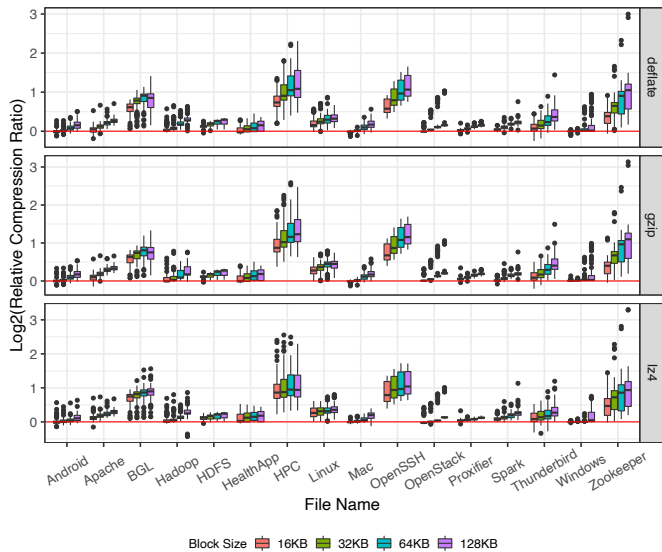 3
2
1
0
deflate
3
2
1
0
gzip
3
2
1
0
lz4
Log2(Relative Compression Ratio)
Android
Apache
BGL
Hadoop
HDFS
HealthApp
HPC
Linux
Mac
OpenSSH
OpenStack
Proxifier
Spark
Thunderbird
Windows
Zookeeper
File Name
Block Size 16KB 32KB 64KB 128KB